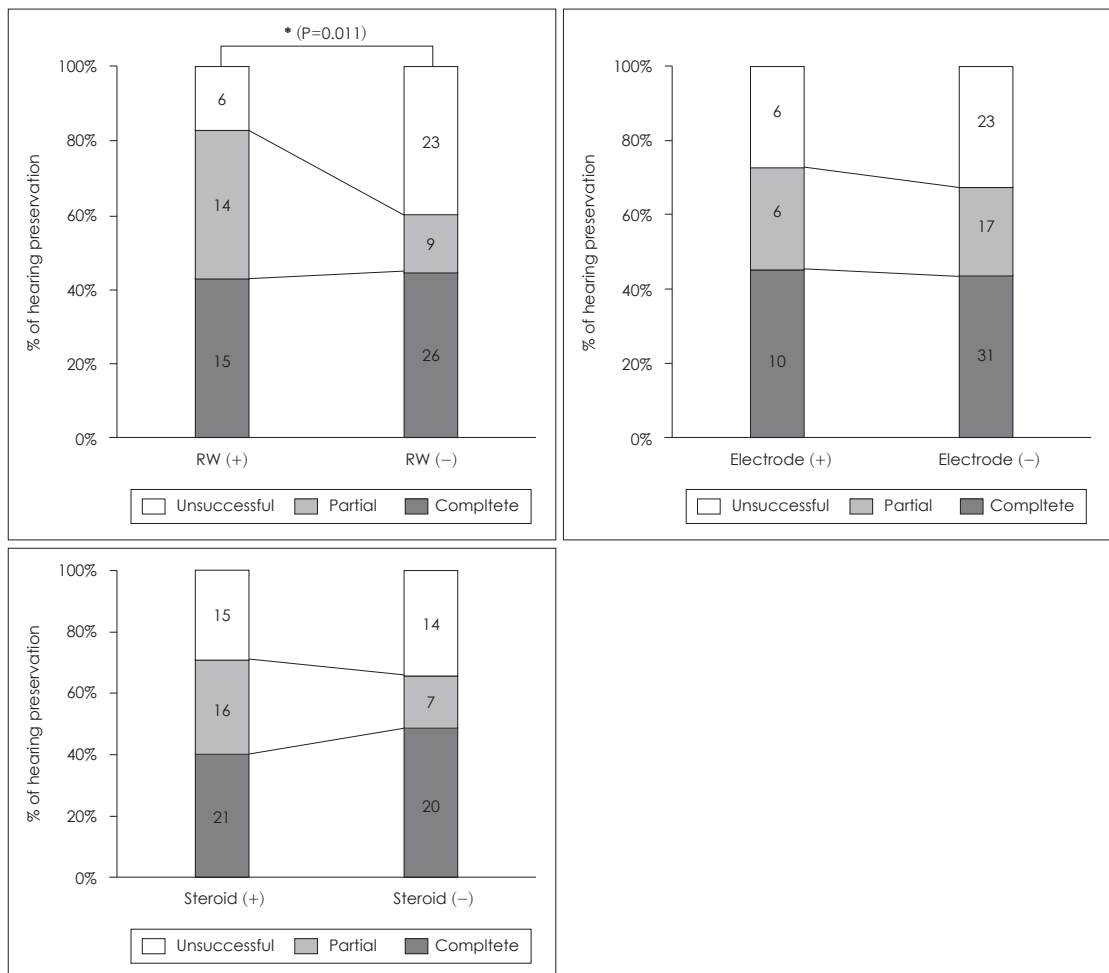 * (P=0.011)
% of hearing preservation
100%
80%
60%
40%
20%
0%
6
14
15
23
9
26
RW (+)
RW (−)
Unsuccessful
Partial
Compltete
% of hearing preservation
100%
80%
60%
40%
20%
0%
6
6
10
23
17
31
Electrode (+)
Electrode (−)
Unsuccessful
Partial
Compltete
% of hearing preservation
100%
80%
60%
40%
20%
0%
15
16
21
14
7
20
Steroid (+)
Steroid (−)
Unsuccessful
Partial
Compltete